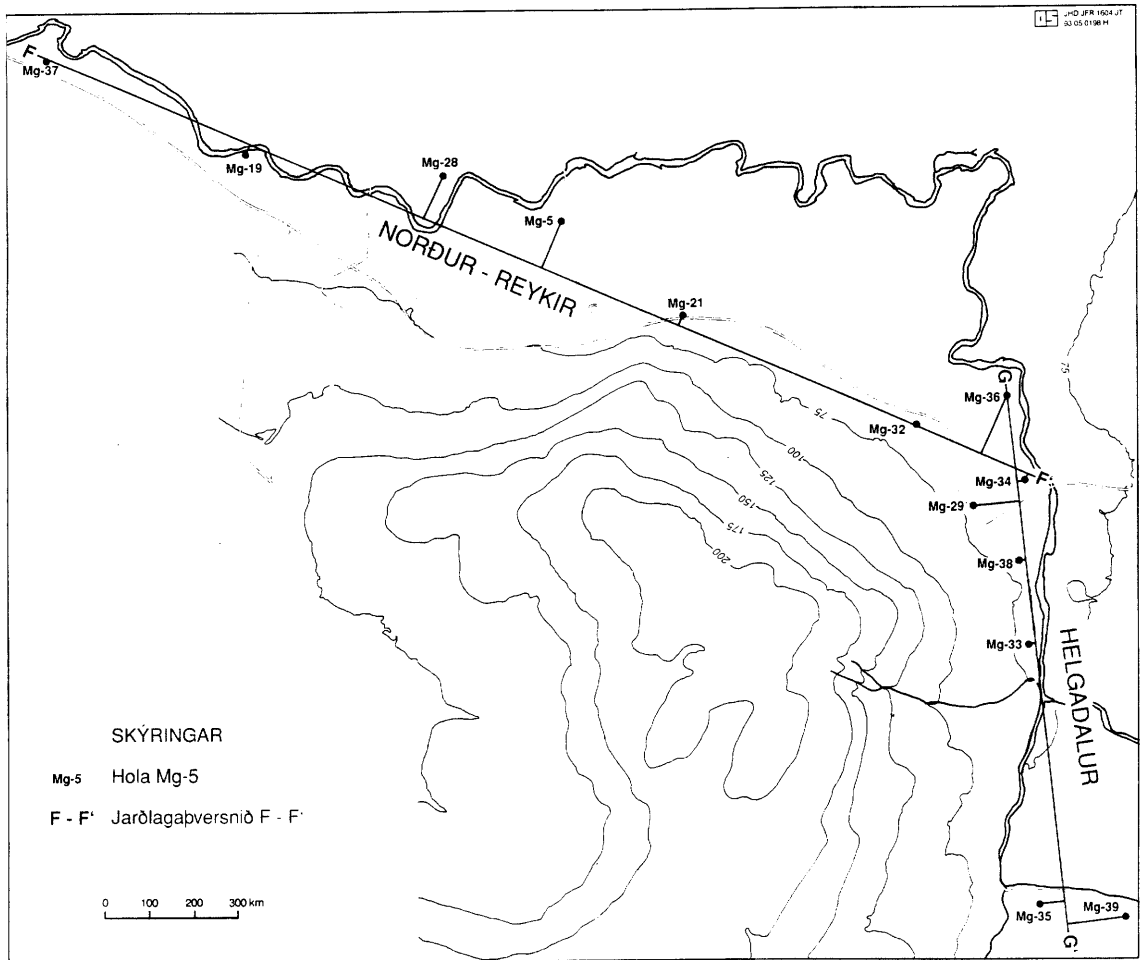 JHD JFR 1604 JT
93 05 0198 H
F
Mg-37
Mg-19
Mg-28
Mg-5
NORÐUR - REYKIR
Mg-21
75
G
Mg-36
75
Mg-32
100
F'
Mg-34
125
Mg-29
150
175
200
Mg-38
Mg-33
HELGADALUR
SKÝRINGAR
Mg-5 Hola Mg-5
F - F' Jarðlagaþversnið F - F'
0 100 200 300 km
Mg-35
Mg-39
G'